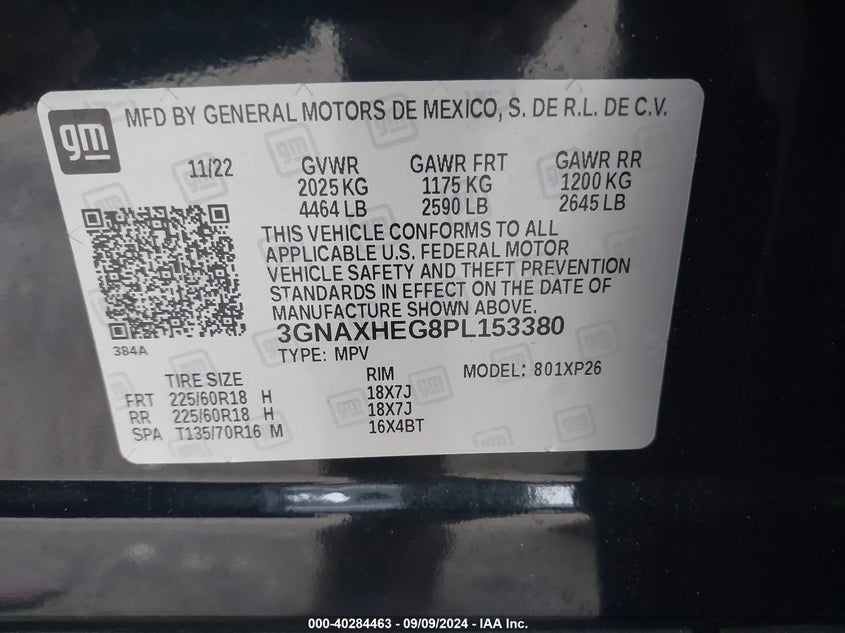 gm
MFD BY GENERAL MOTORS DE MEXICO, S. DE R.L. DE C.V.
11/22 GVWR GAWR FRT GAWR RR
2025 KG 1175 KG 1200 KG
4464 LB 2590 LB 2645 LB
THIS VEHICLE CONFORMS TO ALL
APPLICABLE U.S. FEDERAL MOTOR
VEHICLE SAFETY AND THEFT PREVENTION
STANDARDS IN EFFECT ON THE DATE OF
MANUFACTURE SHOWN ABOVE.
3GNAXHEG8PL153380
384A
TYPE: MPV
MODEL: 801XP26
TIRE SIZE RIM
FRT 225/60R18 H 18X7J
RR 225/60R18 H 18X7J
SPA T135/70R16 M 16X4BT
000-40284463 - 09/09/2024 - IAA Inc.